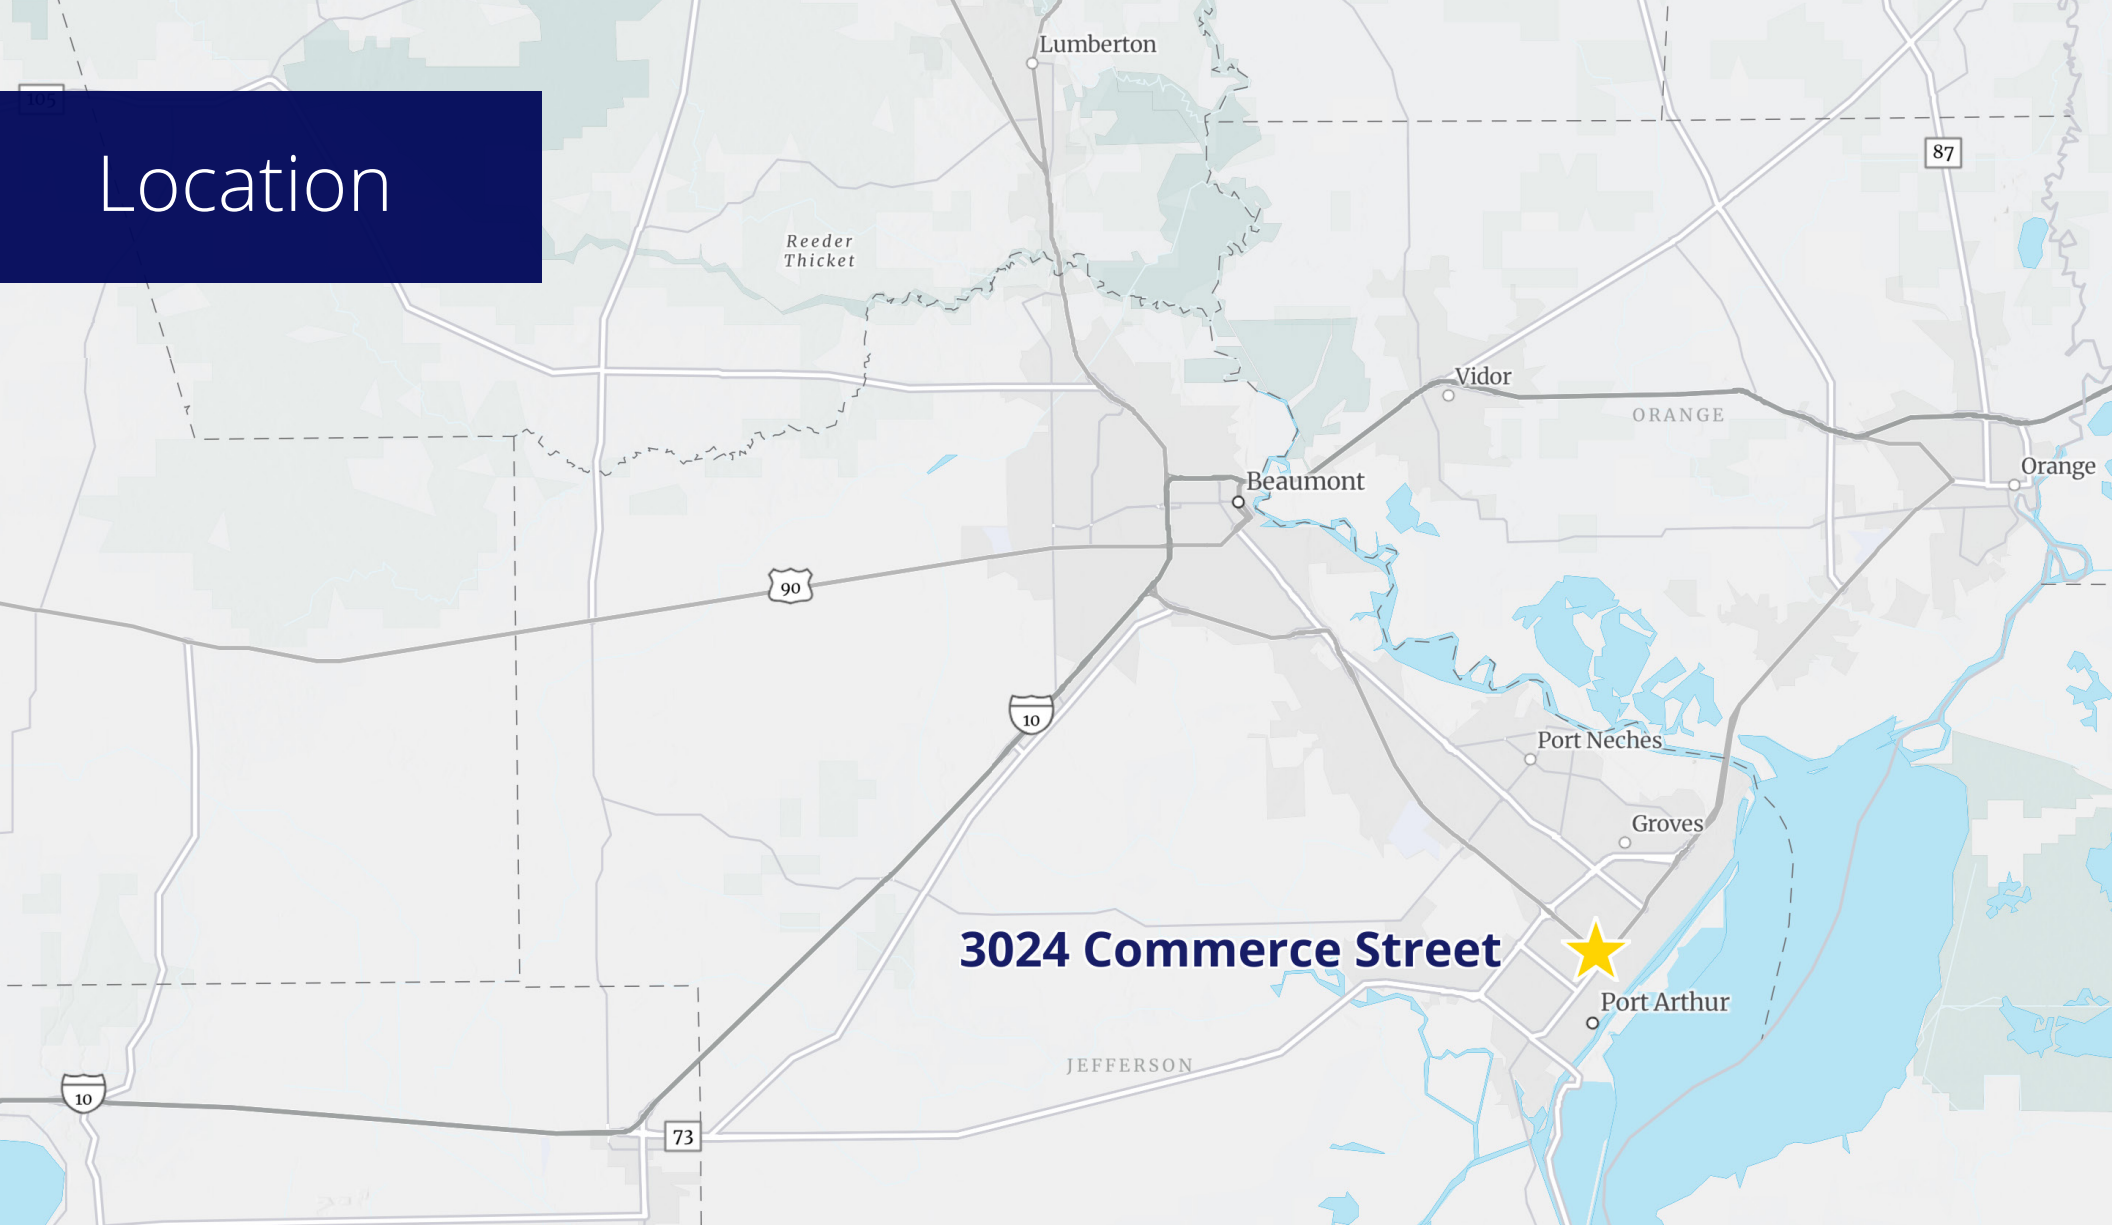 Lumberton
105
Location
87
Reeder
Thicket
Vidor
ORANGE
Orange
Beaumont
90
10
Port Neches
Groves
3024 Commerce Street
Port Arthur
JEFFERSON
10
73